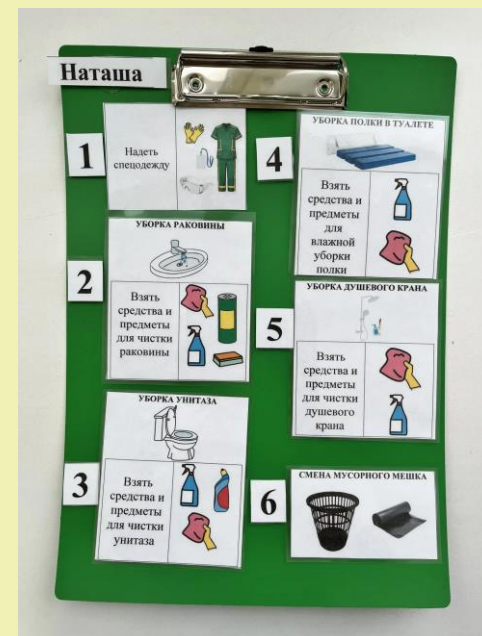 Наташа
1
Надеть
спецодежду
2
УБОРКА РАКОВИНЫ
Взять
средства и
предметы
для чистки
раковины
3
УБОРКА УНИТАЗА
Взять
средства и
предметы
для чистки
унитаза
4
УБОРКА ПОЛКИ В ТУАЛЕТЕ
Взять
средства и
предметы
для
влажной
уборки
полки
5
УБОРКА ДУШЕВОГО КРАНА
Взять
средства и
предметы
для чистки
душевого
крана
6
СМЕНА МУСОРНОГО МЕШКА